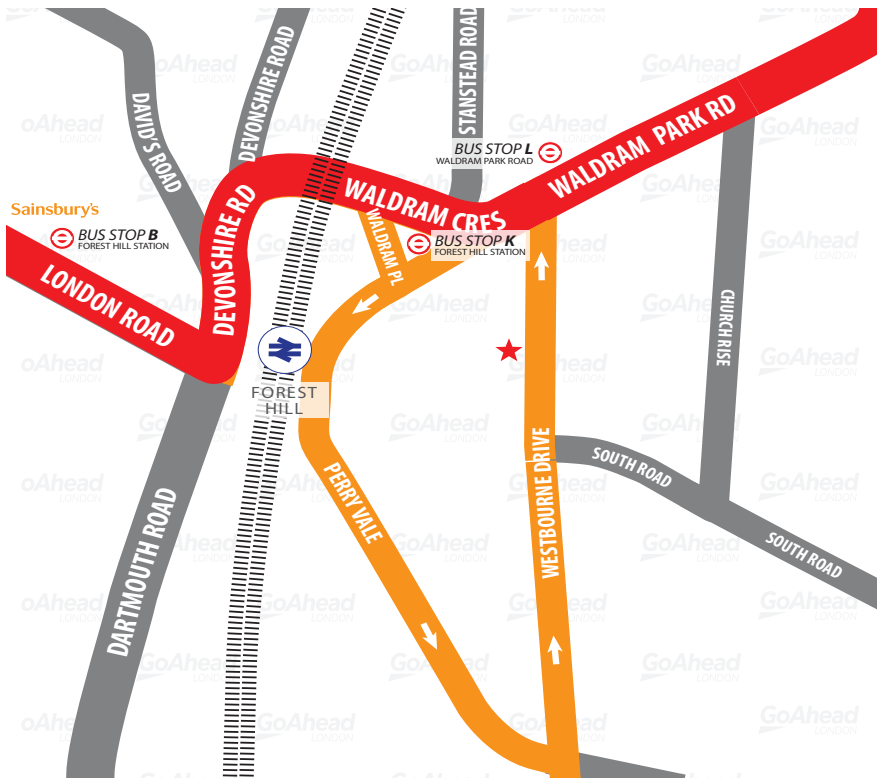 STANSTEAD ROAD
DEVONSHIRE ROAD
DAVID'S ROAD
WALDRAM PARK RD
BUS STOP L
WALDRAM PARK ROAD
Sainsbury's
BUS STOP B
FOREST HILL STATION
DEVONSHIRE RD
WALDRAM CRES
WALDRAM PL
BUS STOP K
FOREST HILL STATION
LONDON ROAD
CHURCH RISE
FOREST
HILL
PERRY VALE
WESTBOURNE DRIVE
SOUTH ROAD
SOUTH ROAD
DARTMOUTH ROAD
GoAhead
LONDON